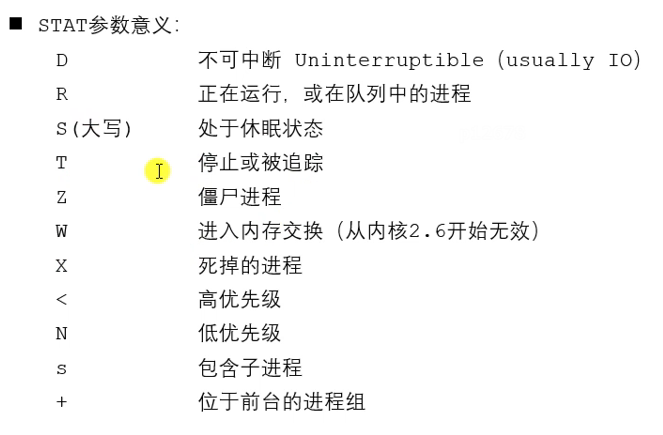 STAT参数意义:
D 不可中断 Uninterruptible（usually IO）
R 正在运行，或在队列中的进程
S(大写) 处于休眠状态
T 停止或被追踪
Z 僵尸进程
W 进入内存交换（从内核2.6开始无效）
X 死掉的进程
< 高优先级
N 低优先级
s 包含子进程
+ 位于前台的进程组